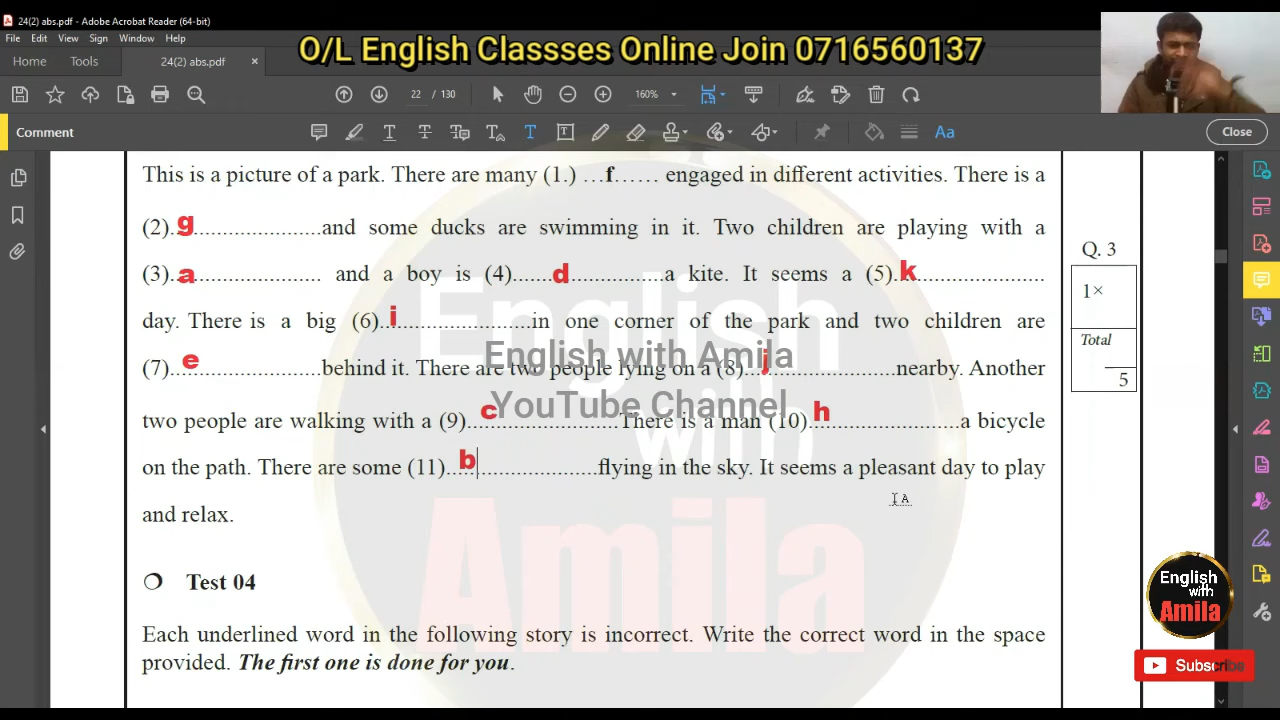 24(2) abs.pdf - Adobe Acrobat Reader (64-bit)
File Edit View Sign Window Help
O/L English Classses Online Join 0716560137
Home Tools 24(2) abs.pdf ×
22 / 130 160%
Comment Aa Close
This is a picture of a park. There are many (1.) …f…… engaged in different activities. There is a
(2)..g..........................and some ducks are swimming in it. Two children are playing with a
(3)..a.......................... and a boy is (4)......d................a kite. It seems a (5)..k......................
day. There is a big (6)...i......................in one corner of the park and two children are
(7)..e..........................behind it. There are two people lying on a (8)...j......................nearby. Another
two people are walking with a (9)...c......................There is a man (10)..h........................a bicycle
on the path. There are some (11)...b......................flying in the sky. It seems a pleasant day to play
and relax.
Q. 3
1×
Total
5
English with Amila
YouTube Channel
English
with
Amila
❍ Test 04
Each underlined word in the following story is incorrect. Write the correct word in the space
provided. The first one is done for you.
English
with
Amila
Subscribe